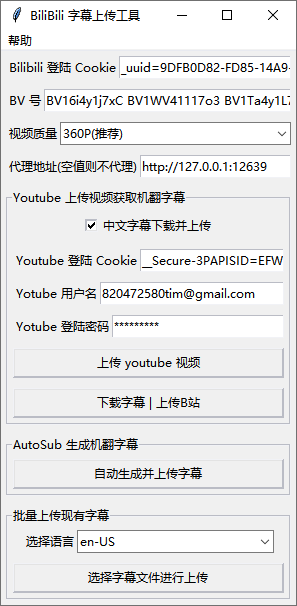 BiliBili 字幕上传工具
帮助
Bilibili 登陆 Cookie _uuid=9DFB0D82-FD85-14A9-
BV 号 BV16i4y1j7xC BV1WV41117o3 BV1Ta4y1L7
视频质量 360P(推荐)
代理地址(空值则不代理) http://127.0.0.1:12639
Youtube 上传视频获取机翻字幕
中文字幕下载并上传
Youtube 登陆 Cookie __Secure-3PAPISID=EFW
Yotube 用户名 820472580tim@gmail.com
Yotube 登陆密码 *********
上传 youtube 视频
下载字幕 | 上传B站
AutoSub 生成机翻字幕
自动生成并上传字幕
批量上传现有字幕
选择语言 en-US
选择字幕文件进行上传